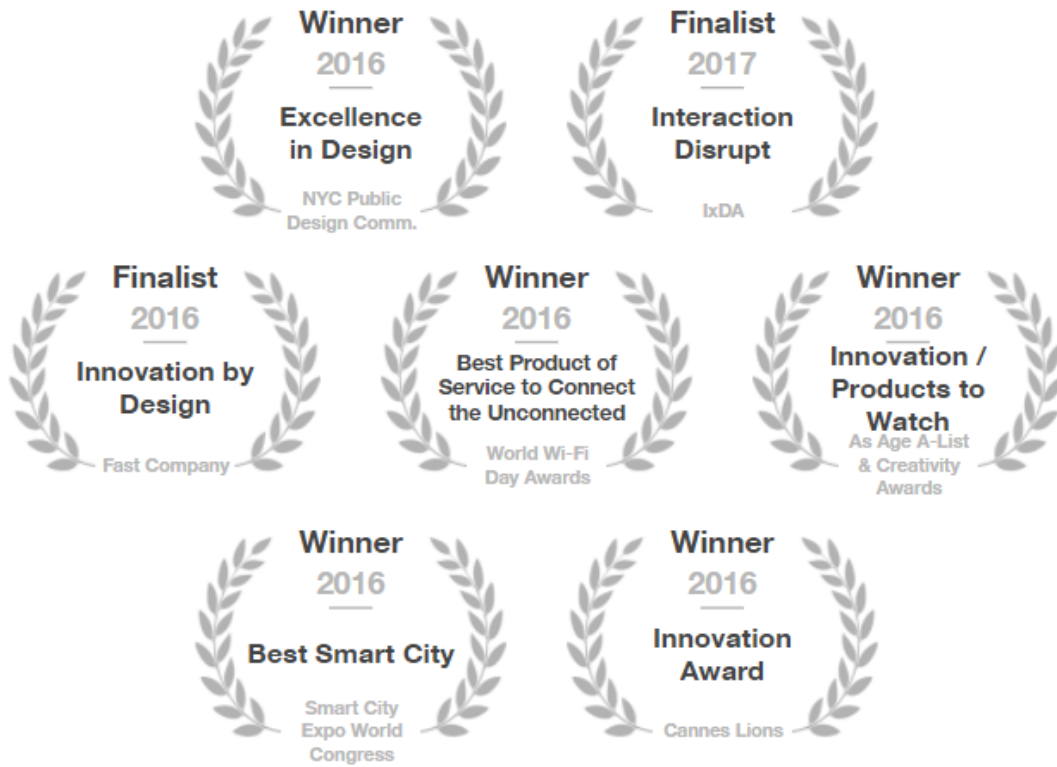 Winner
2016
Excellence
in Design
NYC Public
Design Comm.
Finalist
2017
Interaction
Disrupt
IxDA
Finalist
2016
Innovation by
Design
Fast Company
Winner
2016
Best Product of
Service to Connect
the Unconnected
World Wi-Fi
Day Awards
Winner
2016
Innovation /
Products to
Watch
As Age A-List
& Creativity
Awards
Winner
2016
Best Smart City
Smart City
Expo World
Congress
Winner
2016
Innovation
Award
Cannes Lions